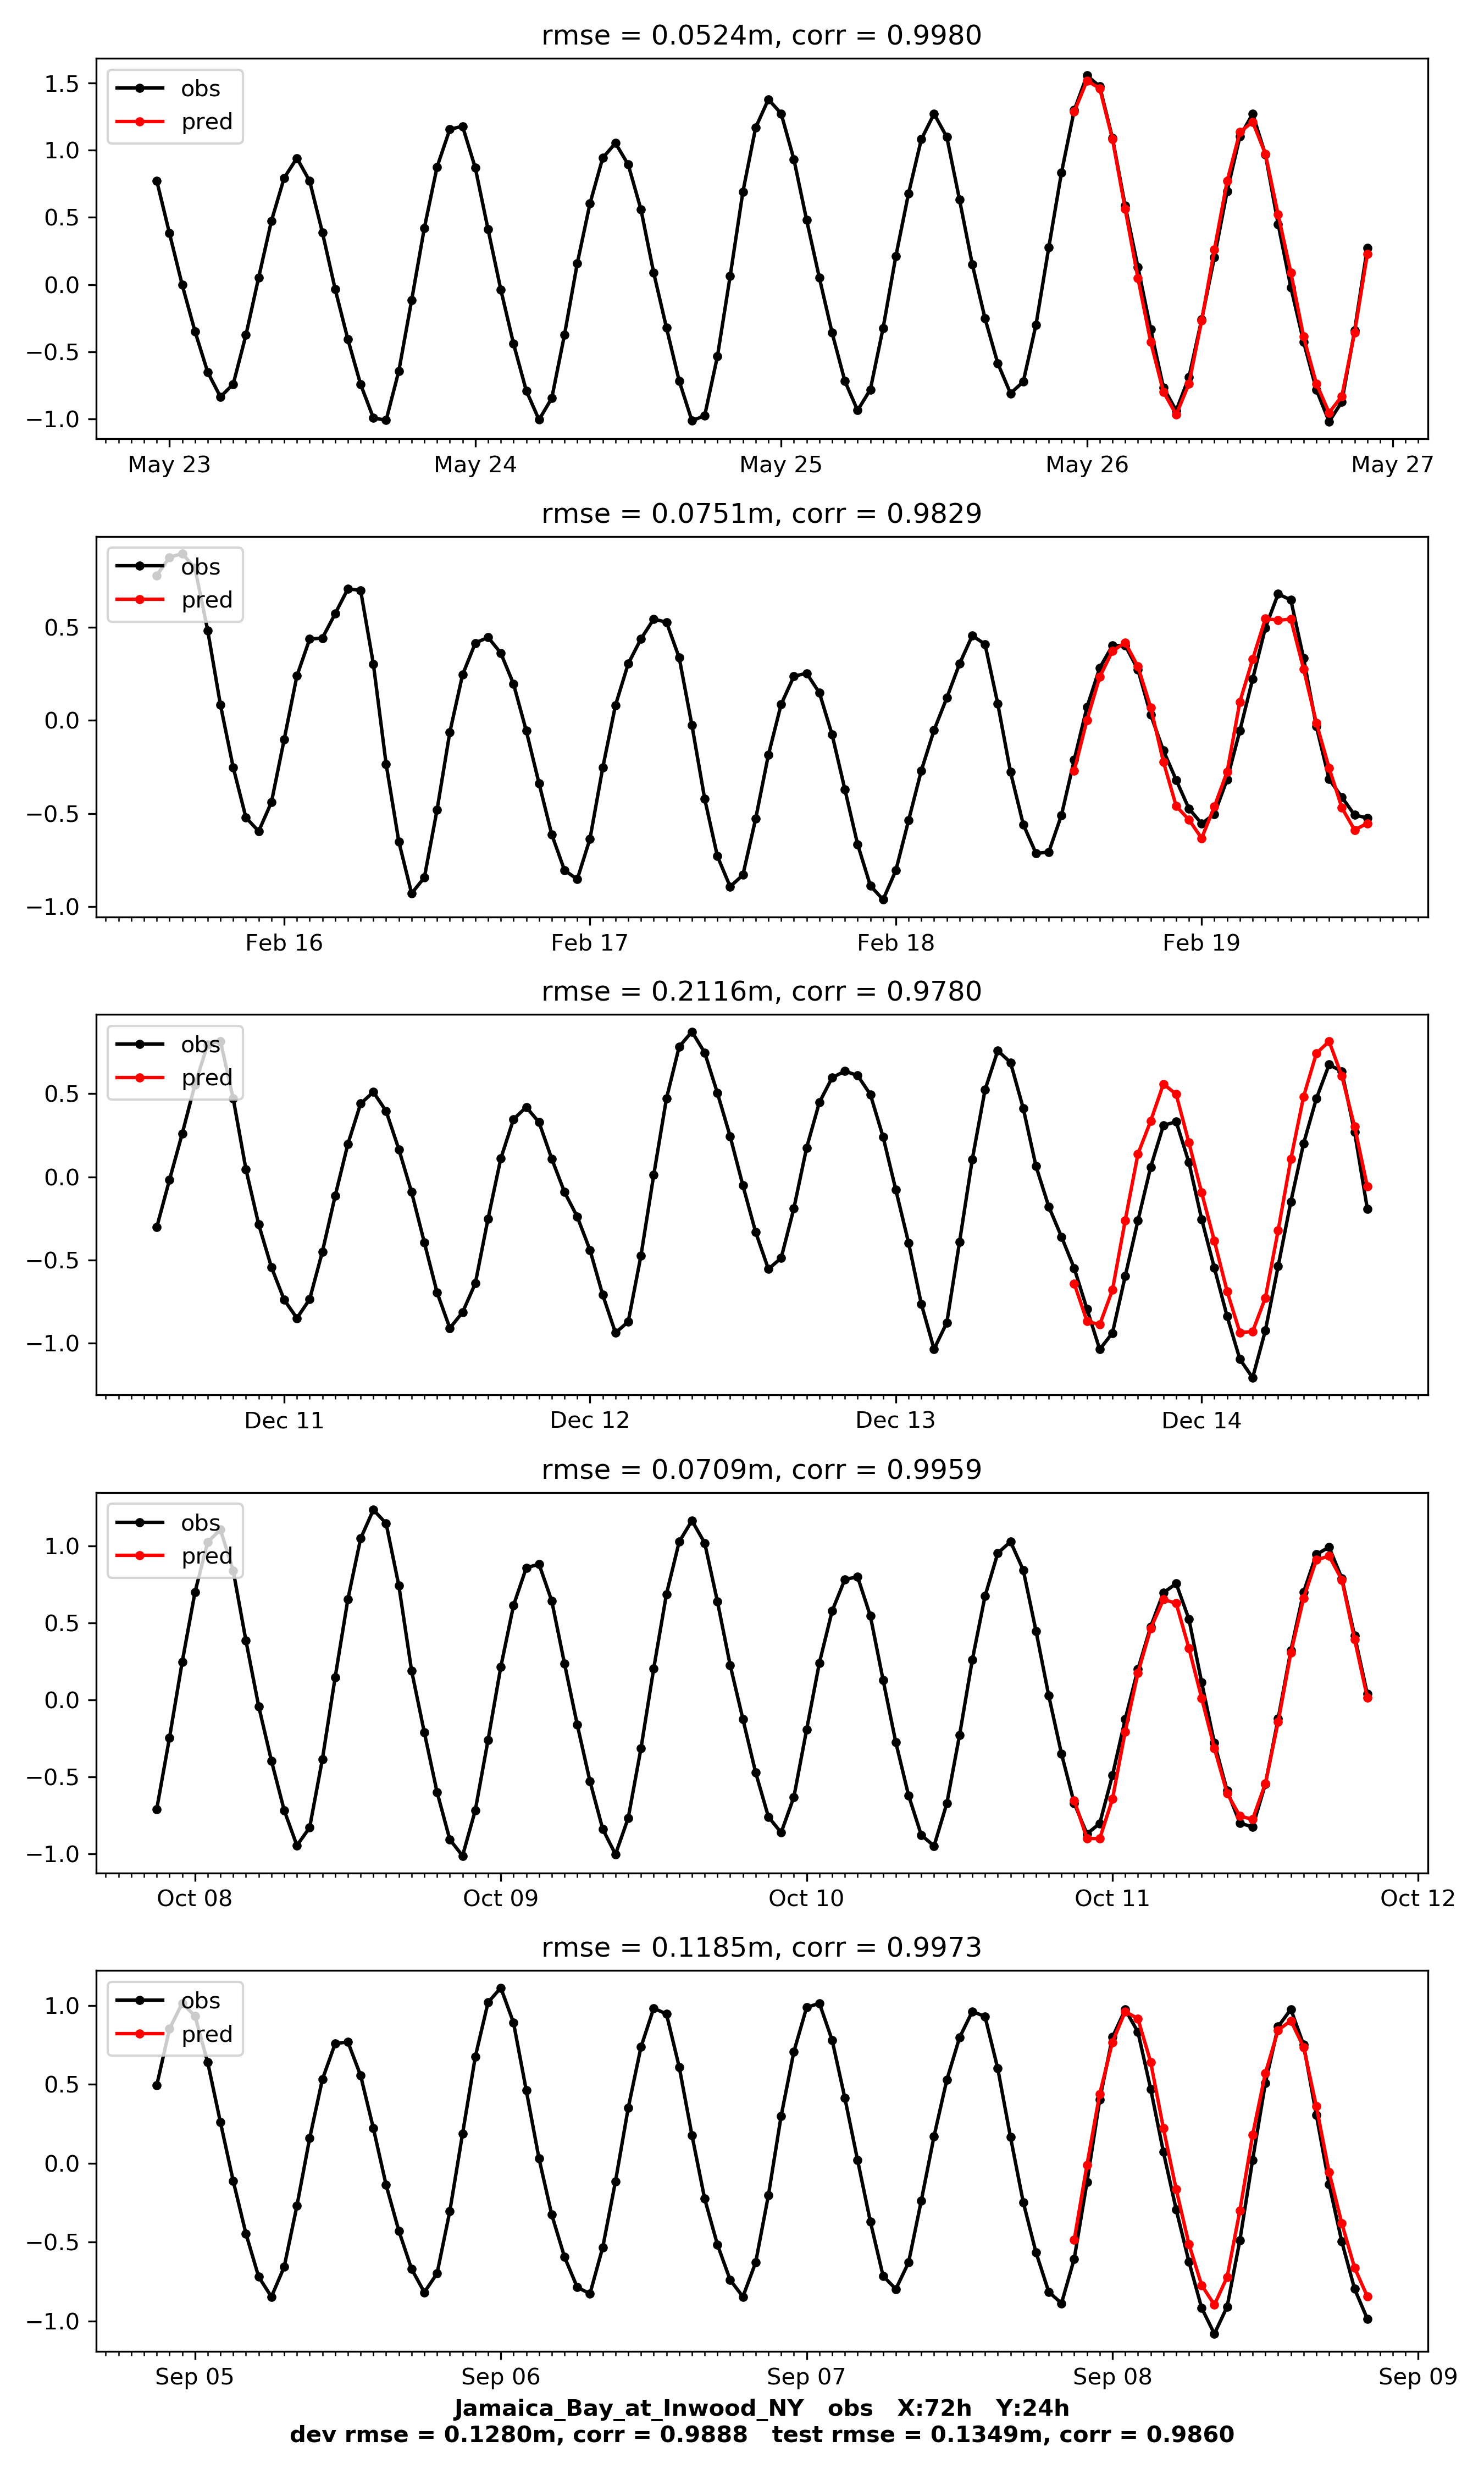 rmse = 0.0524m, corr = 0.9980
obs
pred
1.5
1.0
0.5
0.0
−0.5
−1.0
May 23 May 24 May 25 May 26 May 27
rmse = 0.0751m, corr = 0.9829
obs
pred
0.5
0.0
−0.5
−1.0
Feb 16 Feb 17 Feb 18 Feb 19
rmse = 0.2116m, corr = 0.9780
obs
pred
0.5
0.0
−0.5
−1.0
Dec 11 Dec 12 Dec 13 Dec 14
rmse = 0.0709m, corr = 0.9959
obs
pred
1.0
0.5
0.0
−0.5
−1.0
Oct 08 Oct 09 Oct 10 Oct 11 Oct 12
rmse = 0.1185m, corr = 0.9973
obs
pred
1.0
0.5
0.0
−0.5
−1.0
Sep 05 Sep 06 Sep 07 Sep 08 Sep 09
Jamaica_Bay_at_Inwood_NY obs X:72h Y:24h
dev rmse = 0.1280m, corr = 0.9888 test rmse = 0.1349m, corr = 0.9860